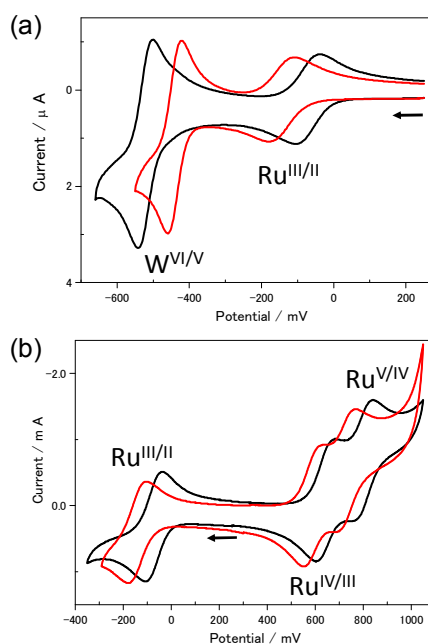 (a)
0
2
4
Current / μ A
Ru^III/II
W^VI/V
−600
−400
−200
0
200
Potential / mV
(b)
-2.0
0.0
Current / m A
Ru^V/IV
Ru^III/II
Ru^IV/III
-200
0
200
400
600
800
1000
Potential / mV